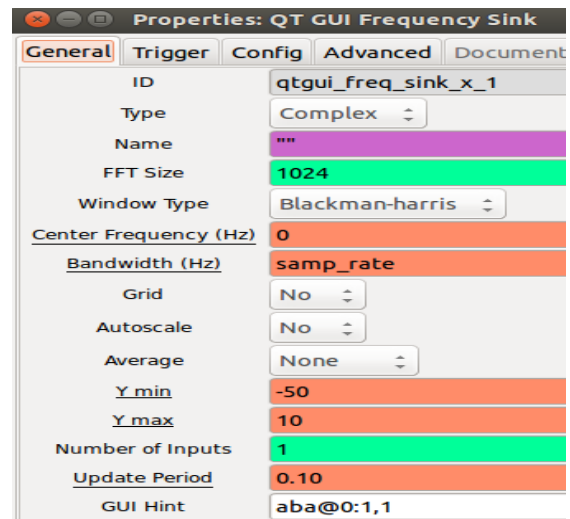 Properties: QT GUI Frequency Sink
General Trigger Config Advanced Document
ID qtgui_freq_sink_x_1
Type Complex
Name ""
FFT Size 1024
Window Type Blackman-harris
Center Frequency (Hz) 0
Bandwidth (Hz) samp_rate
Grid No
Autoscale No
Average None
Y min -50
Y max 10
Number of Inputs 1
Update Period 0.10
GUI Hint aba@0:1,1